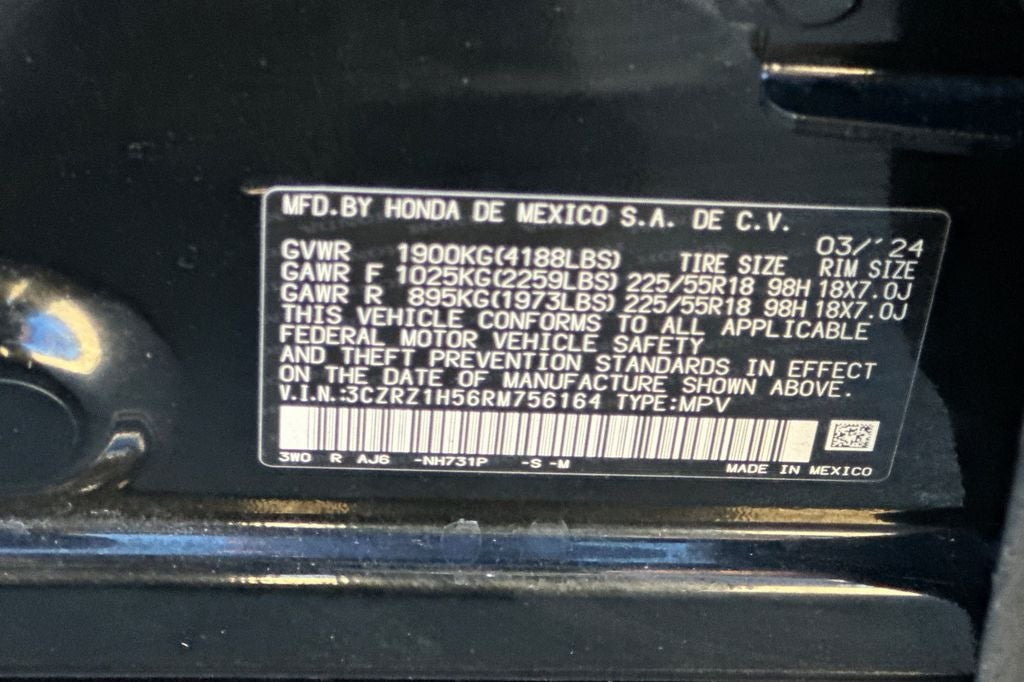 MFD.BY HONDA DE MEXICO S.A. DE C.V.
03/'24
GVWR 1900KG(4188LBS) TIRE SIZE RIM SIZE
GAWR F 1025KG(2259LBS) 225/55R18 98H 18X7.0J
GAWR R 895KG(1973LBS) 225/55R18 98H 18X7.0J
THIS VEHICLE CONFORMS TO ALL APPLICABLE
FEDERAL MOTOR VEHICLE SAFETY
AND THEFT PREVENTION STANDARDS IN EFFECT
ON THE DATE OF MANUFACTURE SHOWN ABOVE.
V.I.N.:3CZRZ1H56RM756164 TYPE:MPV
3W0 R AJ6 -NH731P -S -M
MADE IN MEXICO